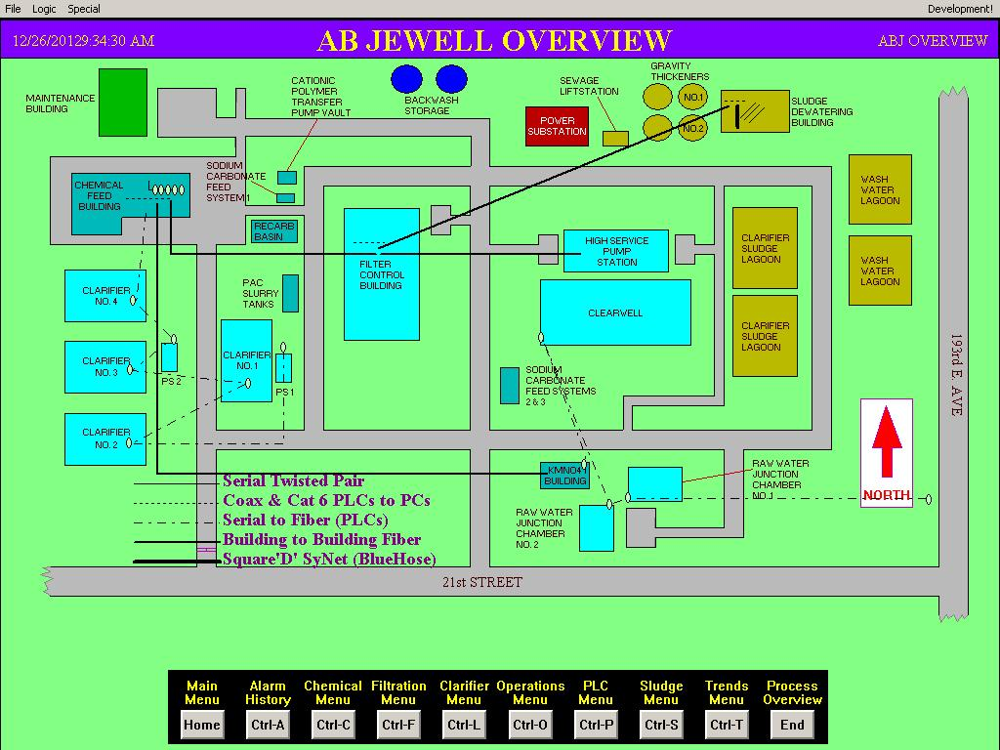 File Logic Special Development!
12/26/20129:34:30 AM
AB JEWELL OVERVIEW
ABJ OVERVIEW
MAINTENANCE
BUILDING
CATIONIC
POLYMER
TRANSFER
PUMP VAULT
BACKWASH
STORAGE
SEWAGE
LIFTSTATION
GRAVITY
THICKENERS
NO.1
NO.2
POWER
SUBSTATION
SLUDGE
DEWATERING
BUILDING
CHEMICAL
FEED
BUILDING
SODIUM
CARBONATE
FEED
SYSTEM 1
RECARB
BASIN
FILTER
CONTROL
BUILDING
HIGH SERVICE
PUMP
STATION
CLARIFIER
SLUDGE
LAGOON
WASH
WATER
LAGOON
WASH
WATER
LAGOON
CLARIFIER
NO.4
PAC
SLURRY
TANKS
CLEARWELL
CLARIFIER
SLUDGE
LAGOON
CLARIFIER
NO.3
PS 2
CLARIFIER
NO.1
PS 1
SODIUM
CARBONATE
FEED SYSTEMS
2 & 3
193rd E. AVE
CLARIFIER
NO.2
KMNO4
BUILDING
RAW WATER
JUNCTION
CHAMBER
NO.1
NORTH
RAW WATER
JUNCTION
CHAMBER
NO.2
Serial Twisted Pair
Coax & Cat 6 PLCs to PCs
Serial to Fiber (PLCs)
Building to Building Fiber
Square'D' SyNet (BlueHose)
21st STREET
Main
Menu
Home
Alarm
History
Ctrl-A
Chemical
Menu
Ctrl-C
Filtration
Menu
Ctrl-F
Clarifier
Menu
Ctrl-L
Operations
Menu
Ctrl-O
PLC
Menu
Ctrl-P
Sludge
Menu
Ctrl-S
Trends
Menu
Ctrl-T
Process
Overview
End